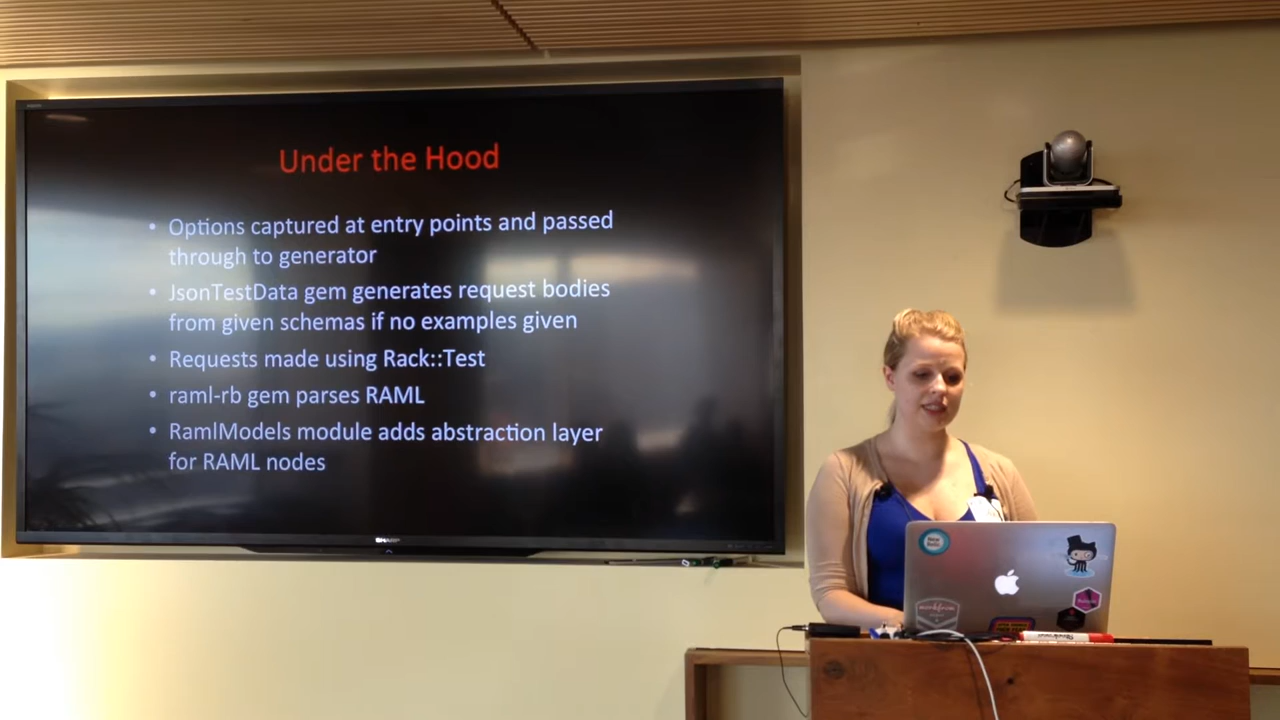 Under the Hood
• Options captured at entry points and passed
through to generator
• JsonTestData gem generates request bodies
from given schemas if no examples given
• Requests made using Rack::Test
• raml-rb gem parses RAML
• RamlModels module adds abstraction layer
for RAML nodes
SHARP